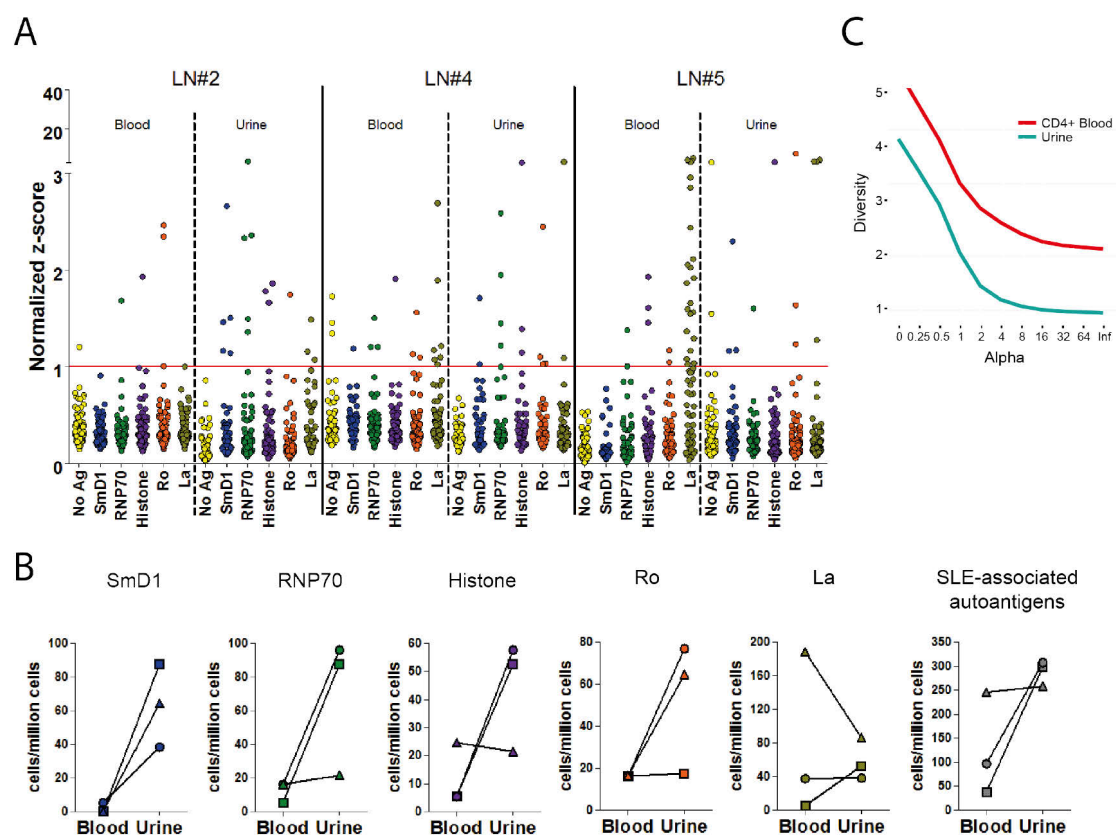 A
C
LN#2
LN#4
LN#5
Blood
Urine
Blood
Urine
Blood
Urine
Normalized z-score
40
20
3
2
1
0
No Ag
SmD1
RNP70
Histone
Ro
La
No Ag
SmD1
RNP70
Histone
Ro
La
No Ag
SmD1
RNP70
Histone
Ro
La
No Ag
SmD1
RNP70
Histone
Ro
La
No Ag
SmD1
RNP70
Histone
Ro
La
No Ag
SmD1
RNP70
Histone
Ro
La
Diversity
5
4
3
2
1
CD4+ Blood
Urine
0 0.25 0.5 1 2 4 8 16 32 64 Inf
Alpha
B
SmD1
cells/million cells
100
80
60
40
20
0
Blood Urine
RNP70
cells/million cells
100
80
60
40
20
0
Blood Urine
Histone
cells/million cells
60
50
40
30
20
10
0
Blood Urine
Ro
cells/million cells
80
60
40
20
0
Blood Urine
La
cells/million cells
200
160
120
80
40
0
Blood Urine
SLE-associated
autoantigens
cells/million cells
350
300
250
200
150
100
50
0
Blood Urine